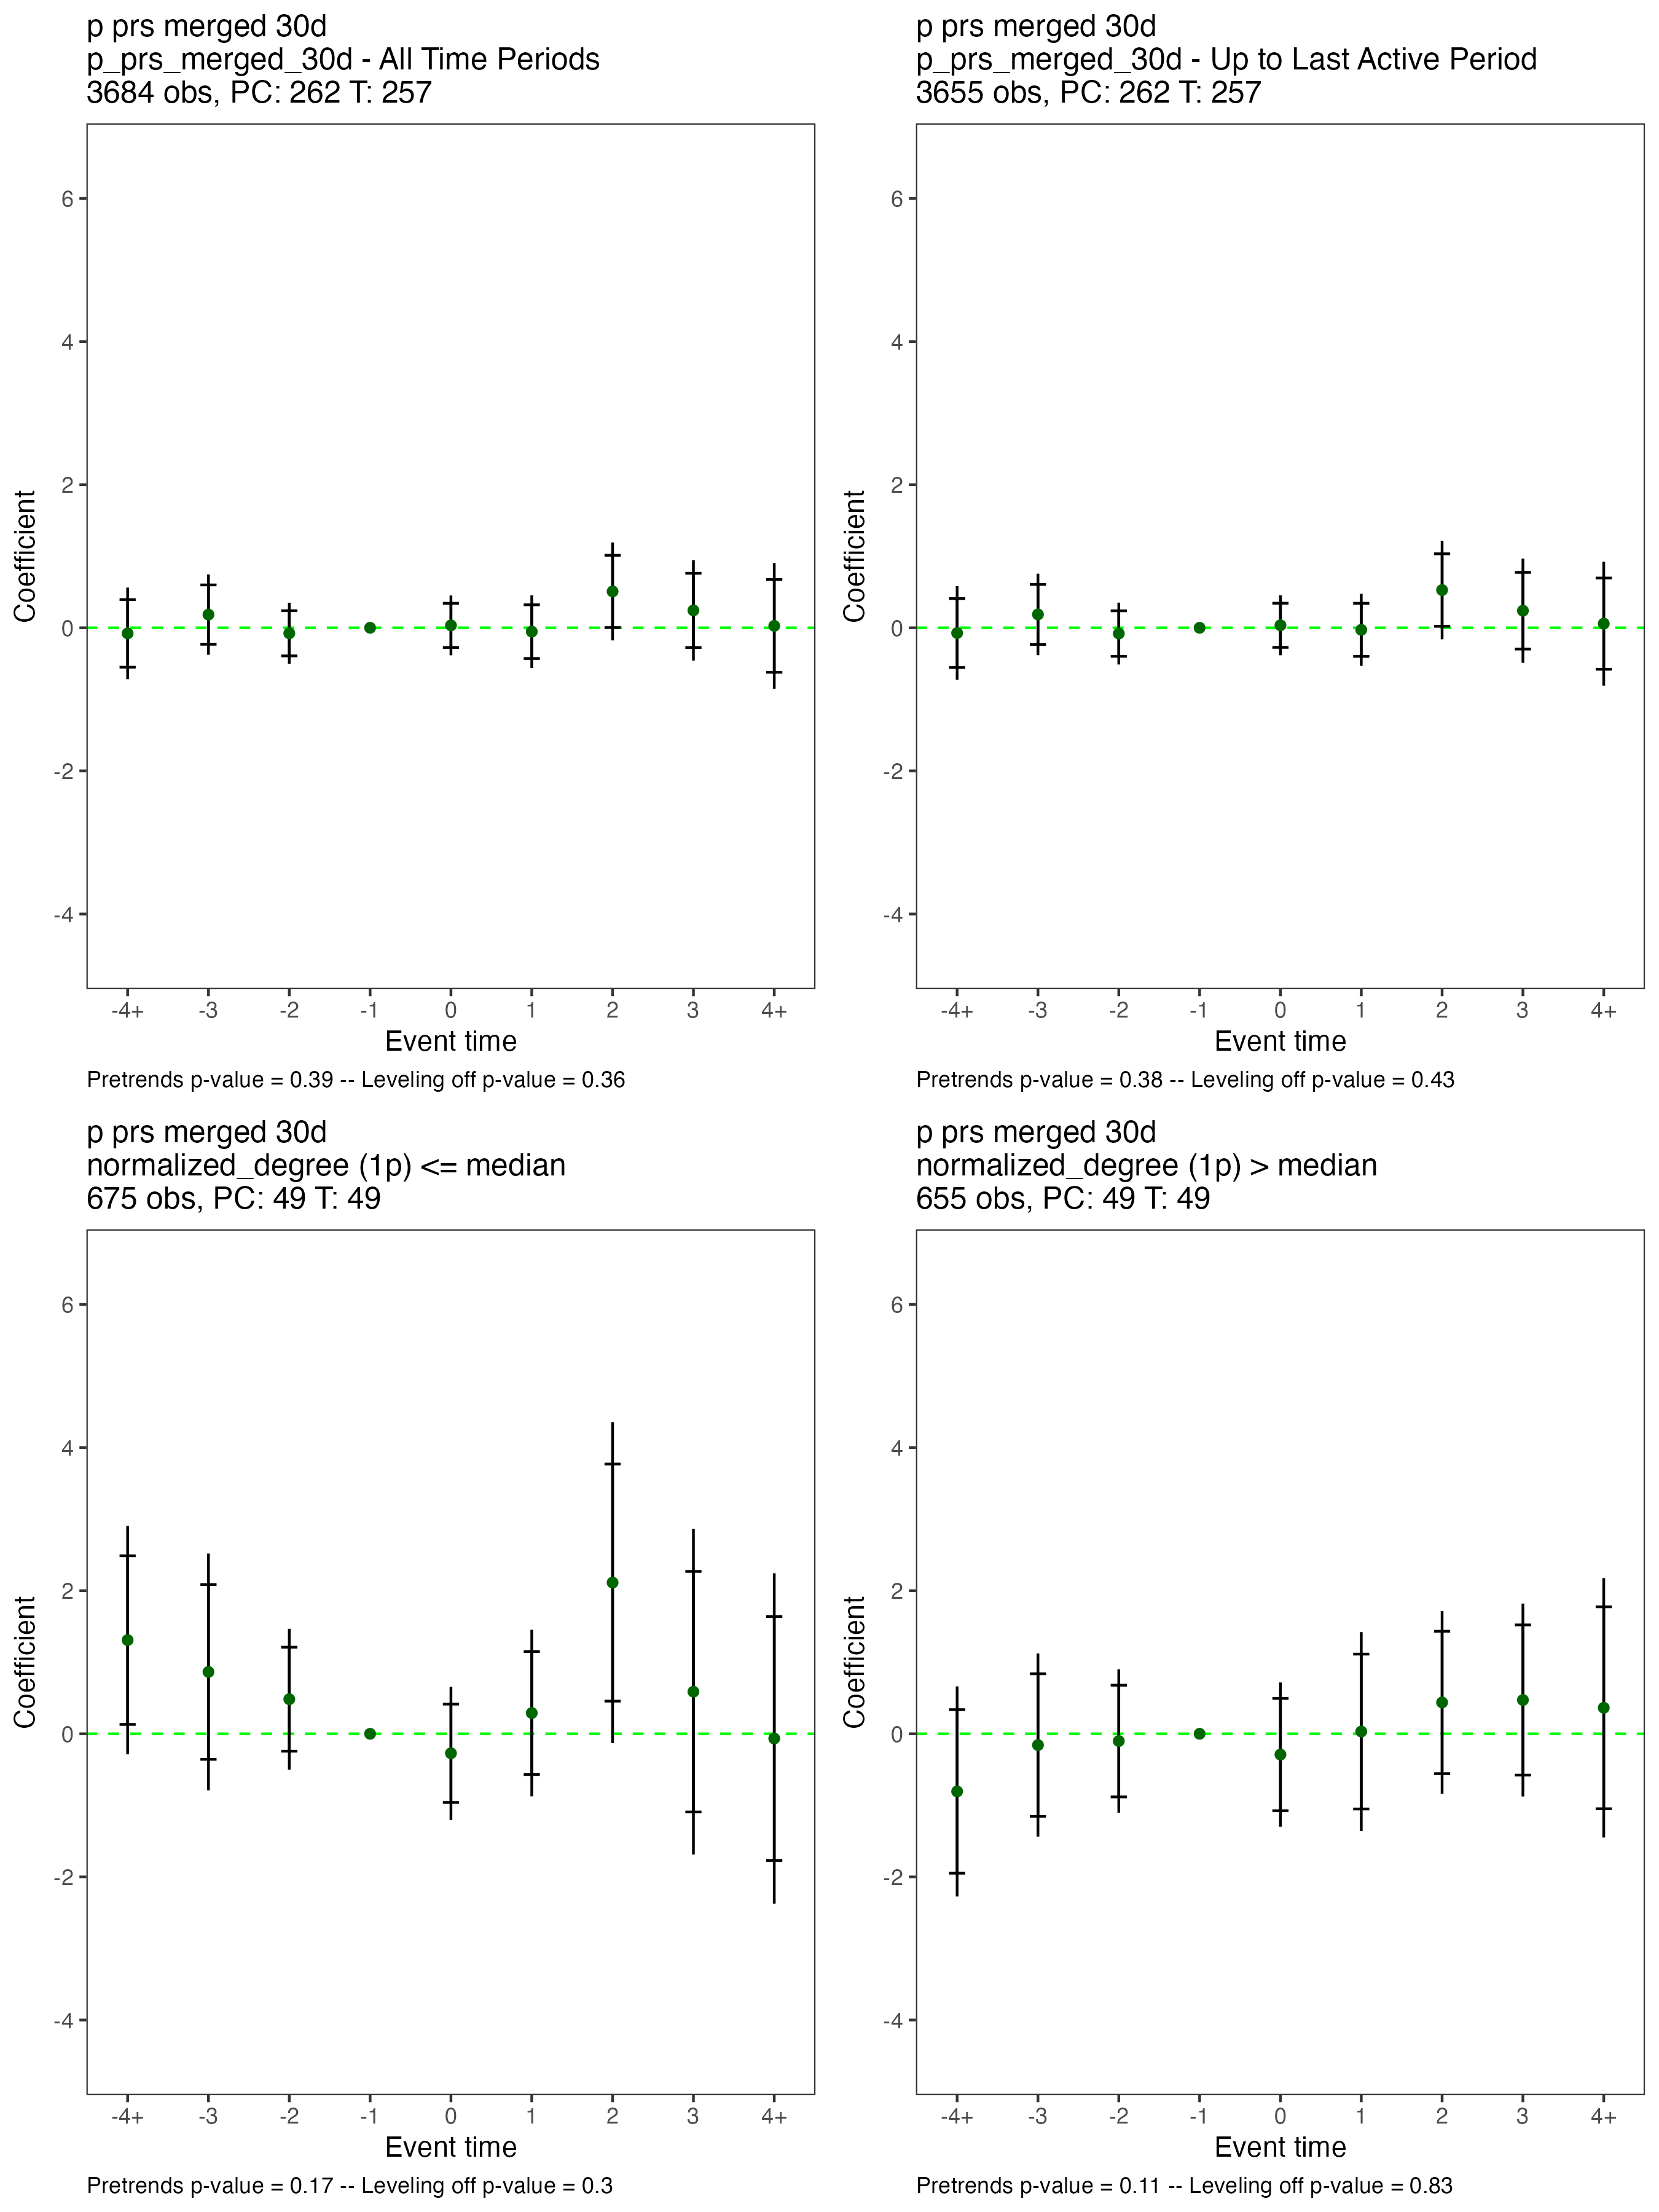 p prs merged 30d
p_prs_merged_30d - All Time Periods
3684 obs, PC: 262 T: 257
Coefficient
6
4
2
0
-2
-4
-4+ -3 -2 -1 0 1 2 3 4+
Event time
Pretrends p-value = 0.39 -- Leveling off p-value = 0.36
p prs merged 30d
p_prs_merged_30d - Up to Last Active Period
3655 obs, PC: 262 T: 257
Coefficient
6
4
2
0
-2
-4
-4+ -3 -2 -1 0 1 2 3 4+
Event time
Pretrends p-value = 0.38 -- Leveling off p-value = 0.43
p prs merged 30d
normalized_degree (1p) <= median
675 obs, PC: 49 T: 49
Coefficient
6
4
2
0
-2
-4
-4+ -3 -2 -1 0 1 2 3 4+
Event time
Pretrends p-value = 0.17 -- Leveling off p-value = 0.3
p prs merged 30d
normalized_degree (1p) > median
655 obs, PC: 49 T: 49
Coefficient
6
4
2
0
-2
-4
-4+ -3 -2 -1 0 1 2 3 4+
Event time
Pretrends p-value = 0.11 -- Leveling off p-value = 0.83